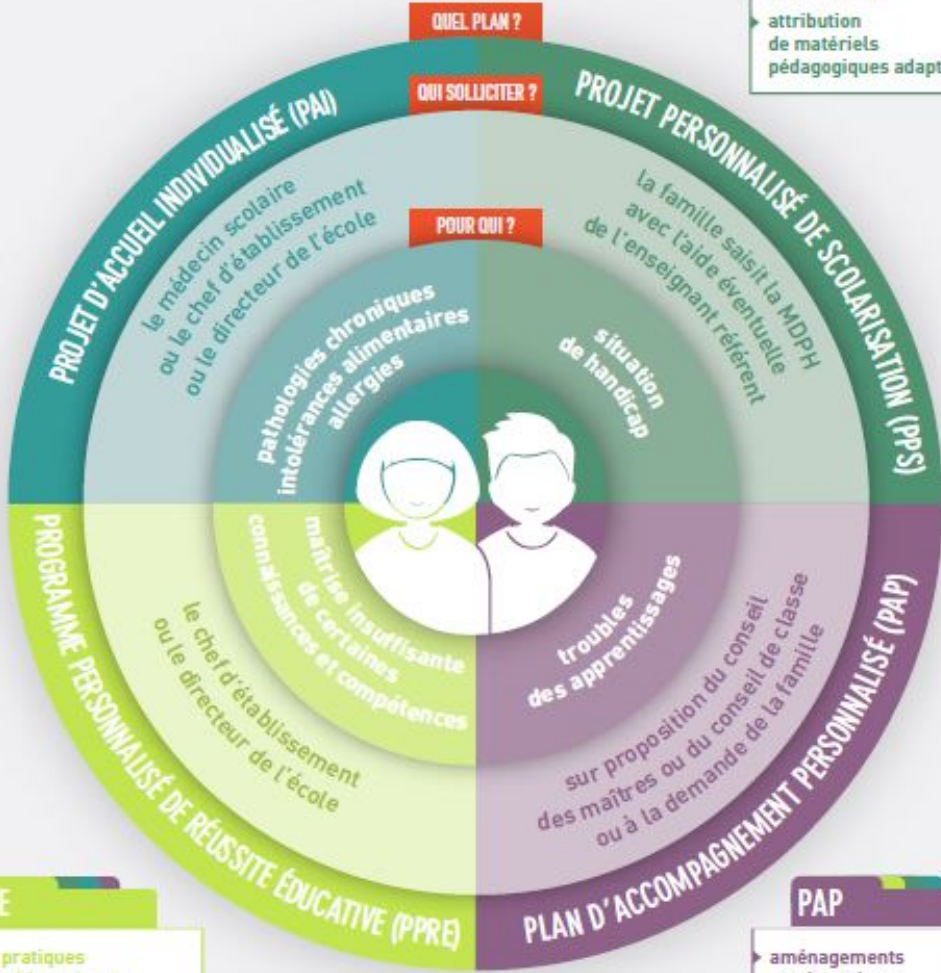 QUEL PLAN ?
attribution
de matériels
pédagogiques
QUI SOLLICITER ?
PROJET D'ACCUEIL INDIVIDUALISÉ (PAI)
le médecin scolaire
ou le chef d'établissement
ou le directeur de l'école
POUR QUI ?
pathologies chroniques
intolérances alimentaires
allergies
PROJET PERSONNALISÉ DE SCOLARISATION (PPS)
la famille saisit la MDPH
avec l'aide éventuelle
de l'enseignant référent
situation
de handicap
PROGRAMME PERSONNALISÉ DE RÉUSSITE ÉDUCATIVE (PPRE)
le chef d'établissement
ou le directeur de l'école
maîtrise insuffisante
de certaines
connaissances et compétences
PLAN D'ACCOMPAGNEMENT PERSONNALISÉ (PAP)
sur proposition du conseil
des maîtres ou du conseil de classe
ou à la demande de la famille
troubles
des apprentissages
E
pratiques
PAP
aménagements